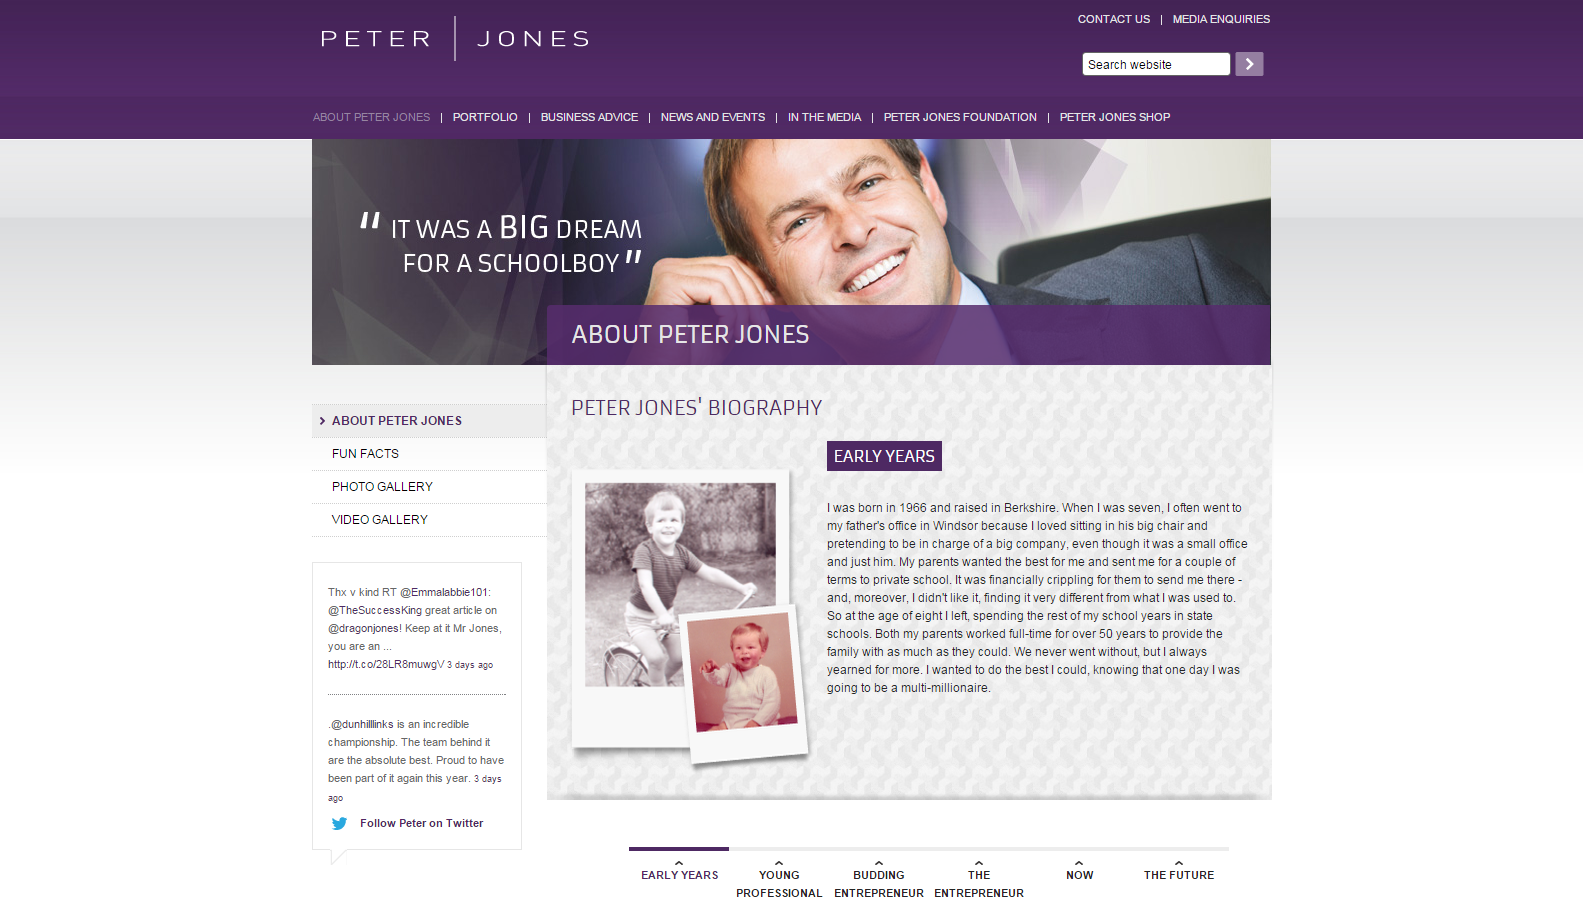 PETER | JONES
CONTACT US | MEDIA ENQUIRIES
Search website
ABOUT PETER JONES | PORTFOLIO | BUSINESS ADVICE | NEWS AND EVENTS | IN THE MEDIA | PETER JONES FOUNDATION | PETER JONES SHOP
“ IT WAS A BIG DREAM
FOR A SCHOOLBOY ”
ABOUT PETER JONES
ABOUT PETER JONES
FUN FACTS
PHOTO GALLERY
VIDEO GALLERY
Thx v kind RT @Emmalabbie101:
@TheSuccessKing great article on
@dragonjones! Keep at it Mr Jones,
you are an ...
http://t.co/28LR8muwgV 3 days ago
.@dunhilllinks is an incredible
championship. The team behind it
are the absolute best. Proud to have
been part of it again this year. 3 days
ago
Follow Peter on Twitter
PETER JONES' BIOGRAPHY
EARLY YEARS
I was born in 1966 and raised in Berkshire. When I was seven, I often went to
my father's office in Windsor because I loved sitting in his big chair and
pretending to be in charge of a big company, even though it was a small office
and just him. My parents wanted the best for me and sent me for a couple of
terms to private school. It was financially crippling for them to send me there -
and, moreover, I didn't like it, finding it very different from what I was used to.
So at the age of eight I left, spending the rest of my school years in state
schools. Both my parents worked full-time for over 50 years to provide the
family with as much as they could. We never went without, but I always
yearned for more. I wanted to do the best I could, knowing that one day I was
going to be a multi-millionaire.
EARLY YEARS
YOUNG
PROFESSIONAL
BUDDING
ENTREPRENEUR
THE
ENTREPRENEUR
NOW
THE FUTURE